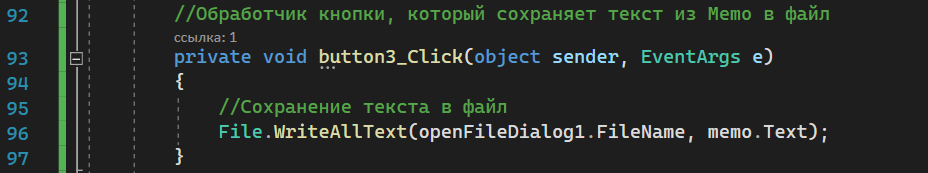 92 //Обработчик кнопки, который сохраняет текст из Memo в файл
ссылка: 1
93 private void button3_Click(object sender, EventArgs e)
94 {
95 //Сохранение текста в файл
96 File.WriteAllText(openFileDialog1.FileName, memo.Text);
97 }